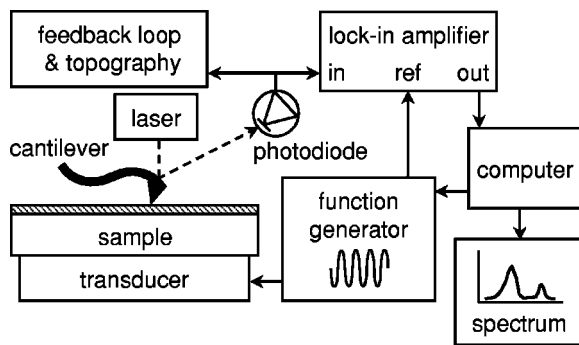 feedback loop
& topography
lock-in amplifier
in ref out
laser
cantilever
photodiode
computer
function
generator
sample
transducer
spectrum